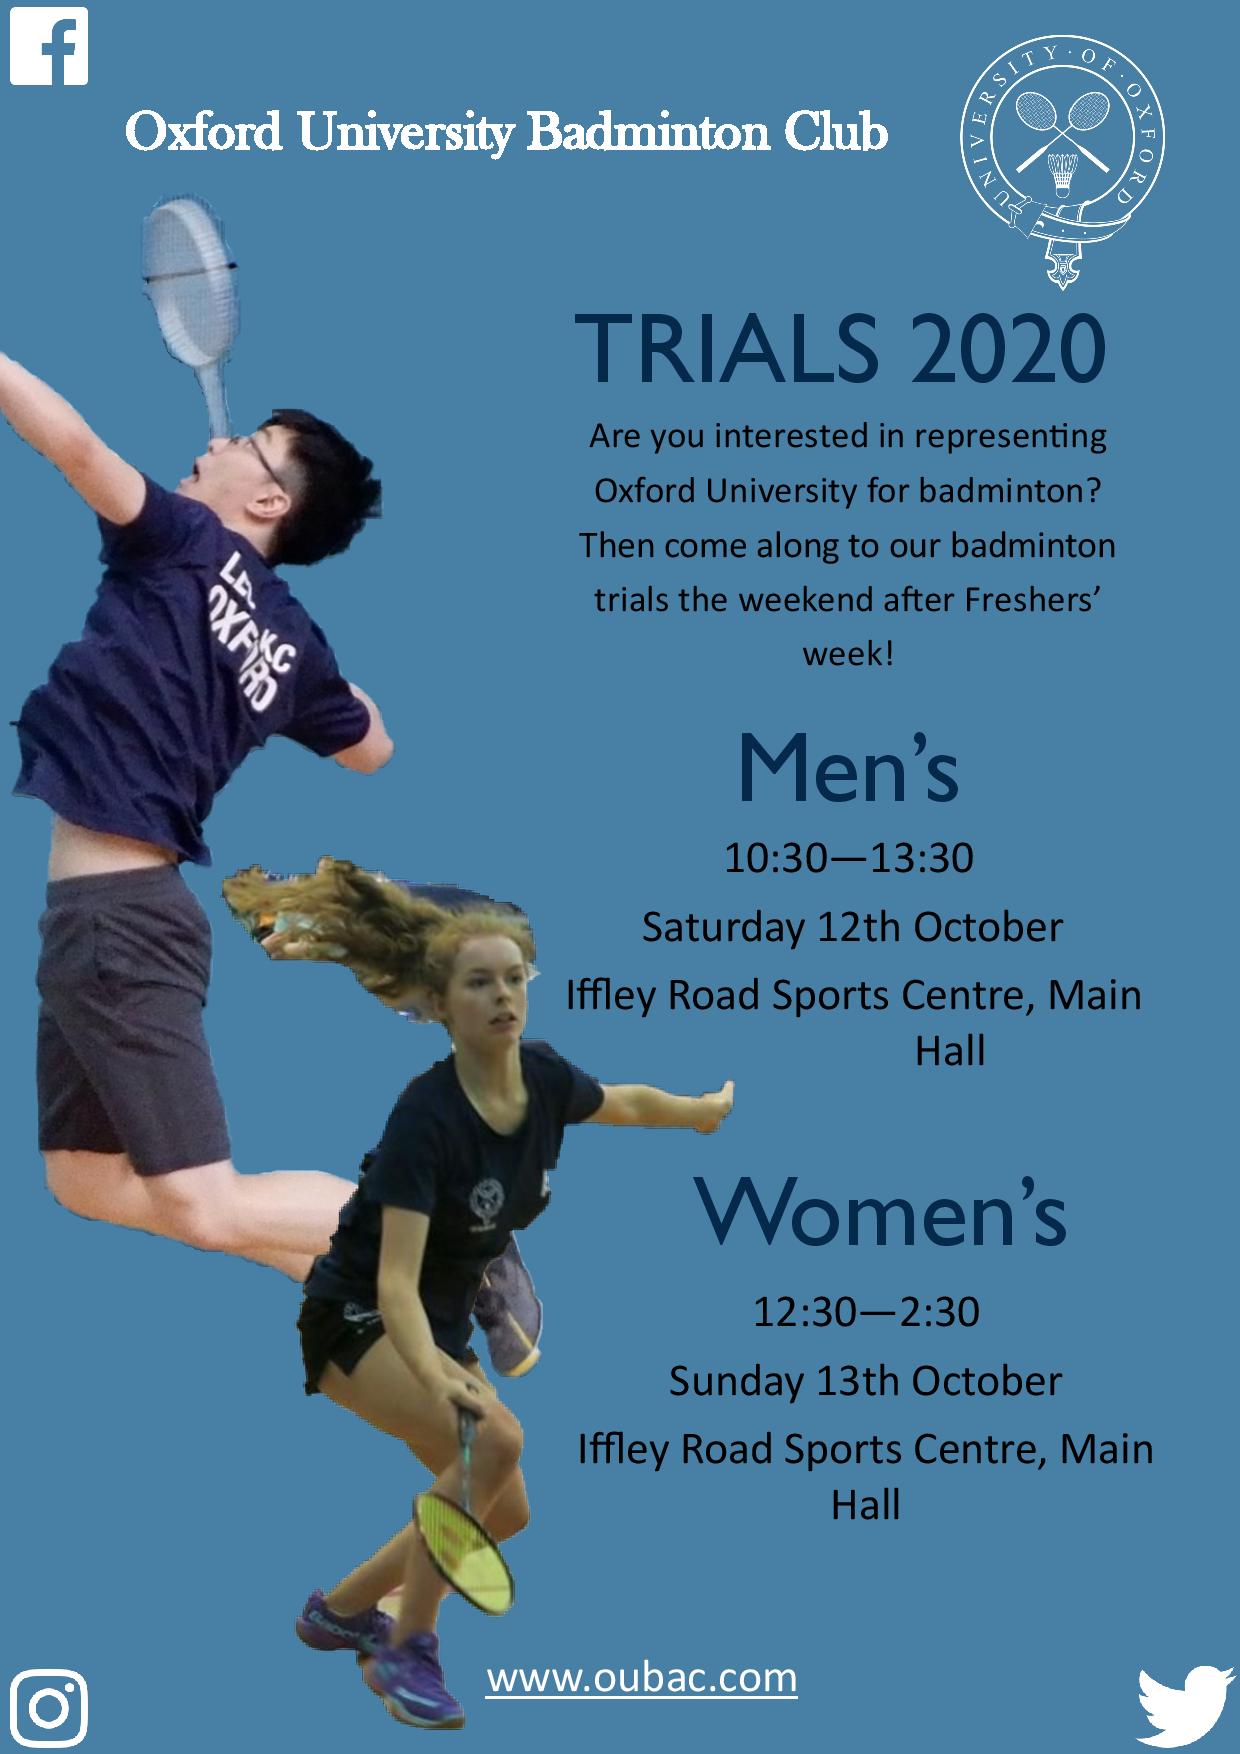 Oxford University Badminton Club
UNIVERSITY·OF·OXFORD
TRIALS 2020
Are you interested in representing
Oxford University for badminton?
Then come along to our badminton
trials the weekend after Freshers’
week!
OXFORD
Men’s
10:30—13:30
Saturday 12th October
Iffley Road Sports Centre, Main
Hall
Women’s
12:30—2:30
Sunday 13th October
Iffley Road Sports Centre, Main
Hall
www.oubac.com